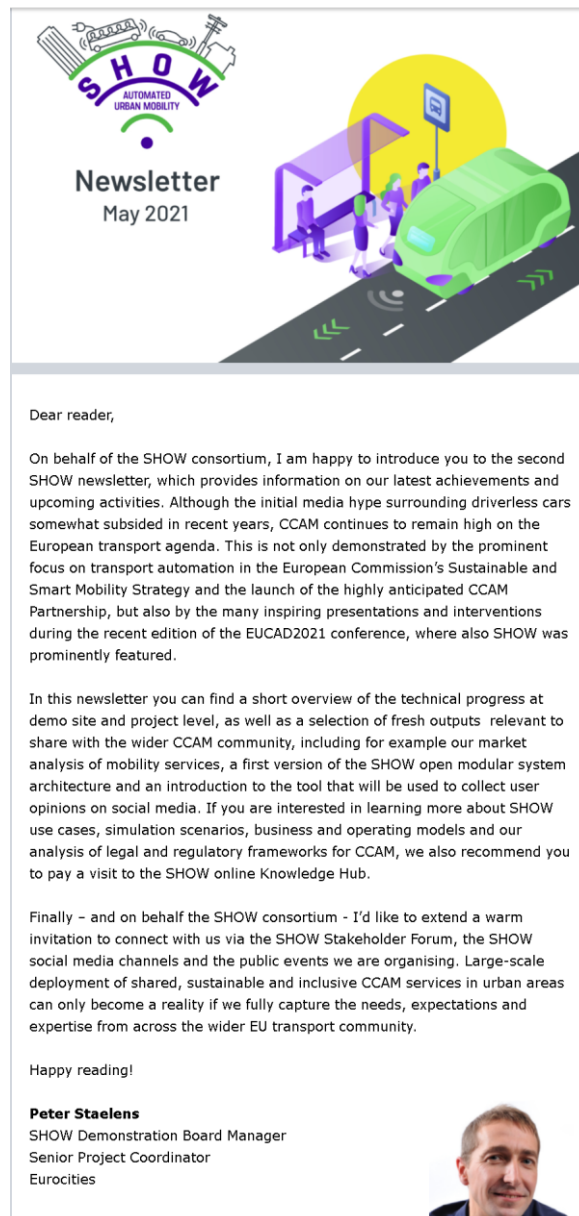 SHOW
AUTOMATED
URBAN MOBILITY
Newsletter
May 2021
Dear reader,
On behalf of the SHOW consortium, I am happy to introduce you to the second
SHOW newsletter, which provides information on our latest achievements and
upcoming activities. Although the initial media hype surrounding driverless cars
somewhat subsided in recent years, CCAM continues to remain high on the
European transport agenda. This is not only demonstrated by the prominent
focus on transport automation in the European Commission’s Sustainable and
Smart Mobility Strategy and the launch of the highly anticipated CCAM
Partnership, but also by the many inspiring presentations and interventions
during the recent edition of the EUCAD2021 conference, where also SHOW was
prominently featured.
In this newsletter you can find a short overview of the technical progress at
demo site and project level, as well as a selection of fresh outputs  relevant to
share with the wider CCAM community, including for example our market
analysis of mobility services, a first version of the SHOW open modular system
architecture and an introduction to the tool that will be used to collect user
opinions on social media. If you are interested in learning more about SHOW
use cases, simulation scenarios, business and operating models and our
analysis of legal and regulatory frameworks for CCAM, we also recommend you
to pay a visit to the SHOW online Knowledge Hub.
Finally – and on behalf the SHOW consortium - I’d like to extend a warm
invitation to connect with us via the SHOW Stakeholder Forum, the SHOW
social media channels and the public events we are organising. Large-scale
deployment of shared, sustainable and inclusive CCAM services in urban areas
can only become a reality if we fully capture the needs, expectations and
expertise from across the wider EU transport community.
Happy reading!
Peter Staelens
SHOW Demonstration Board Manager
Senior Project Coordinator
Eurocities